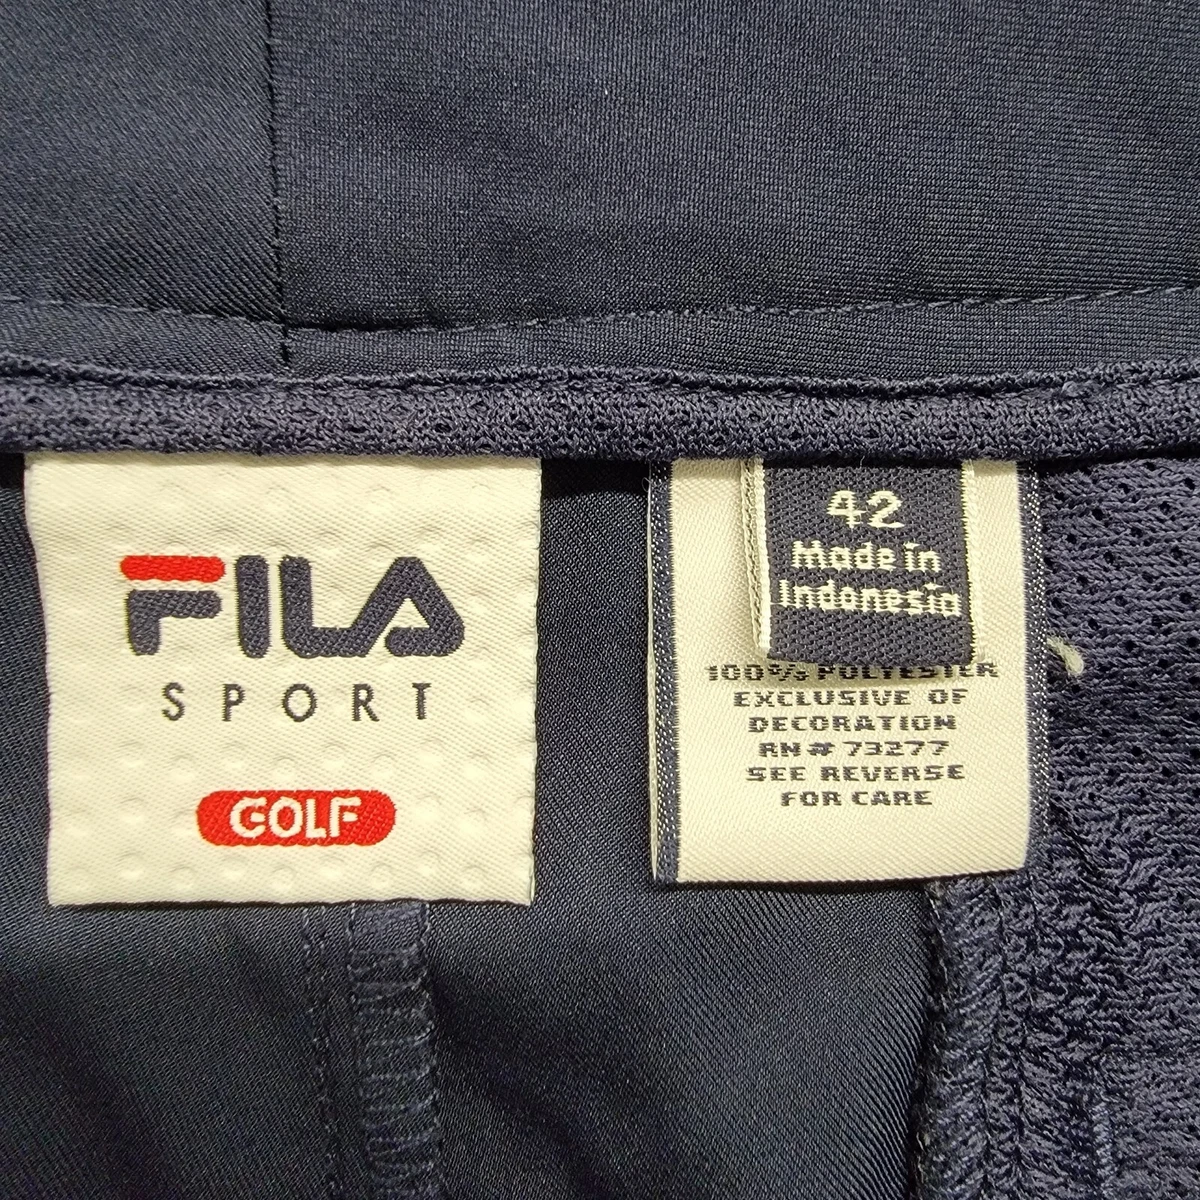 FILA
SPORT
GOLF
42
Made in
Indonesia
100% POLYESTER
EXCLUSIVE OF
DECORATION
RN# 73277
SEE REVERSE
FOR CARE